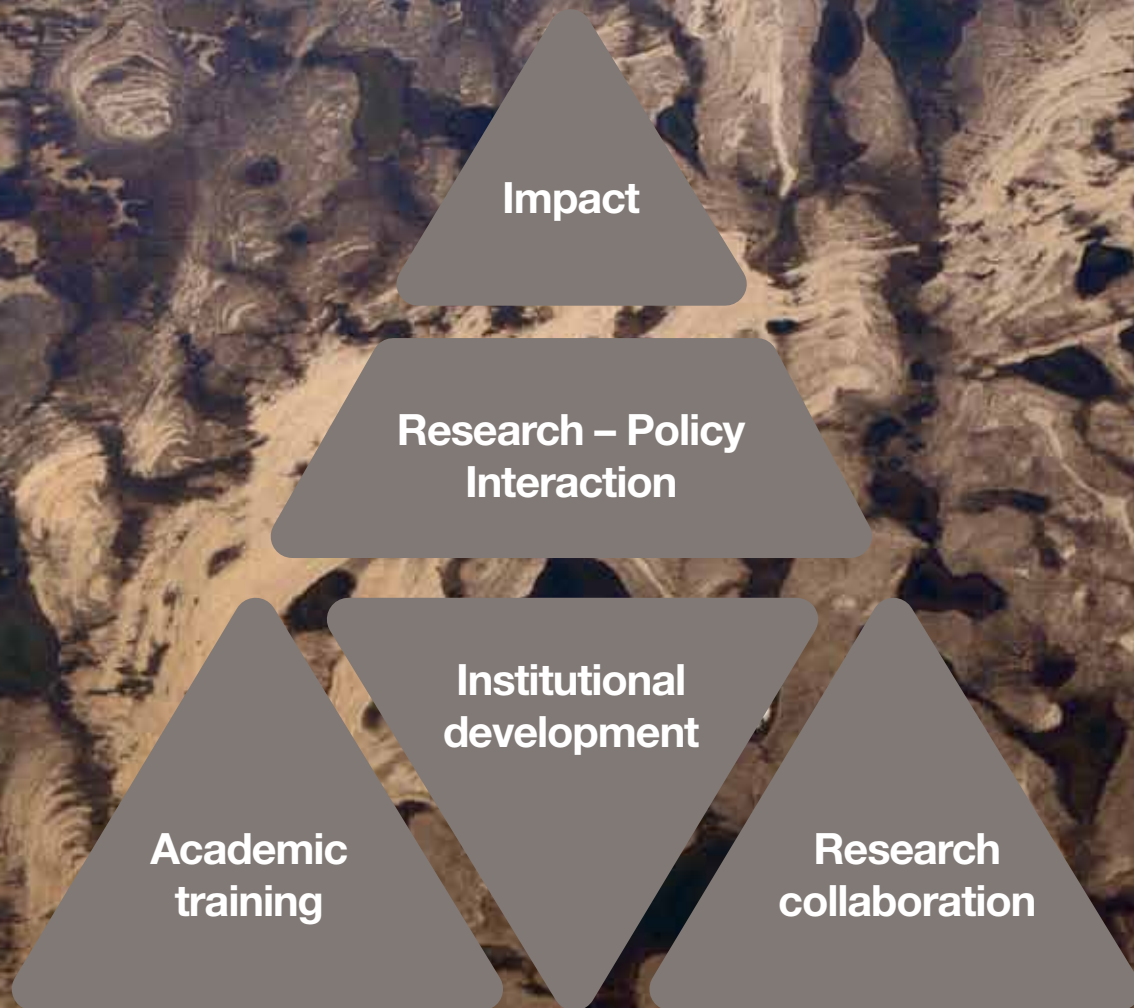 Impact
Research – Policy
Interaction
Institutional
development
Academic
training
Research
collaboration